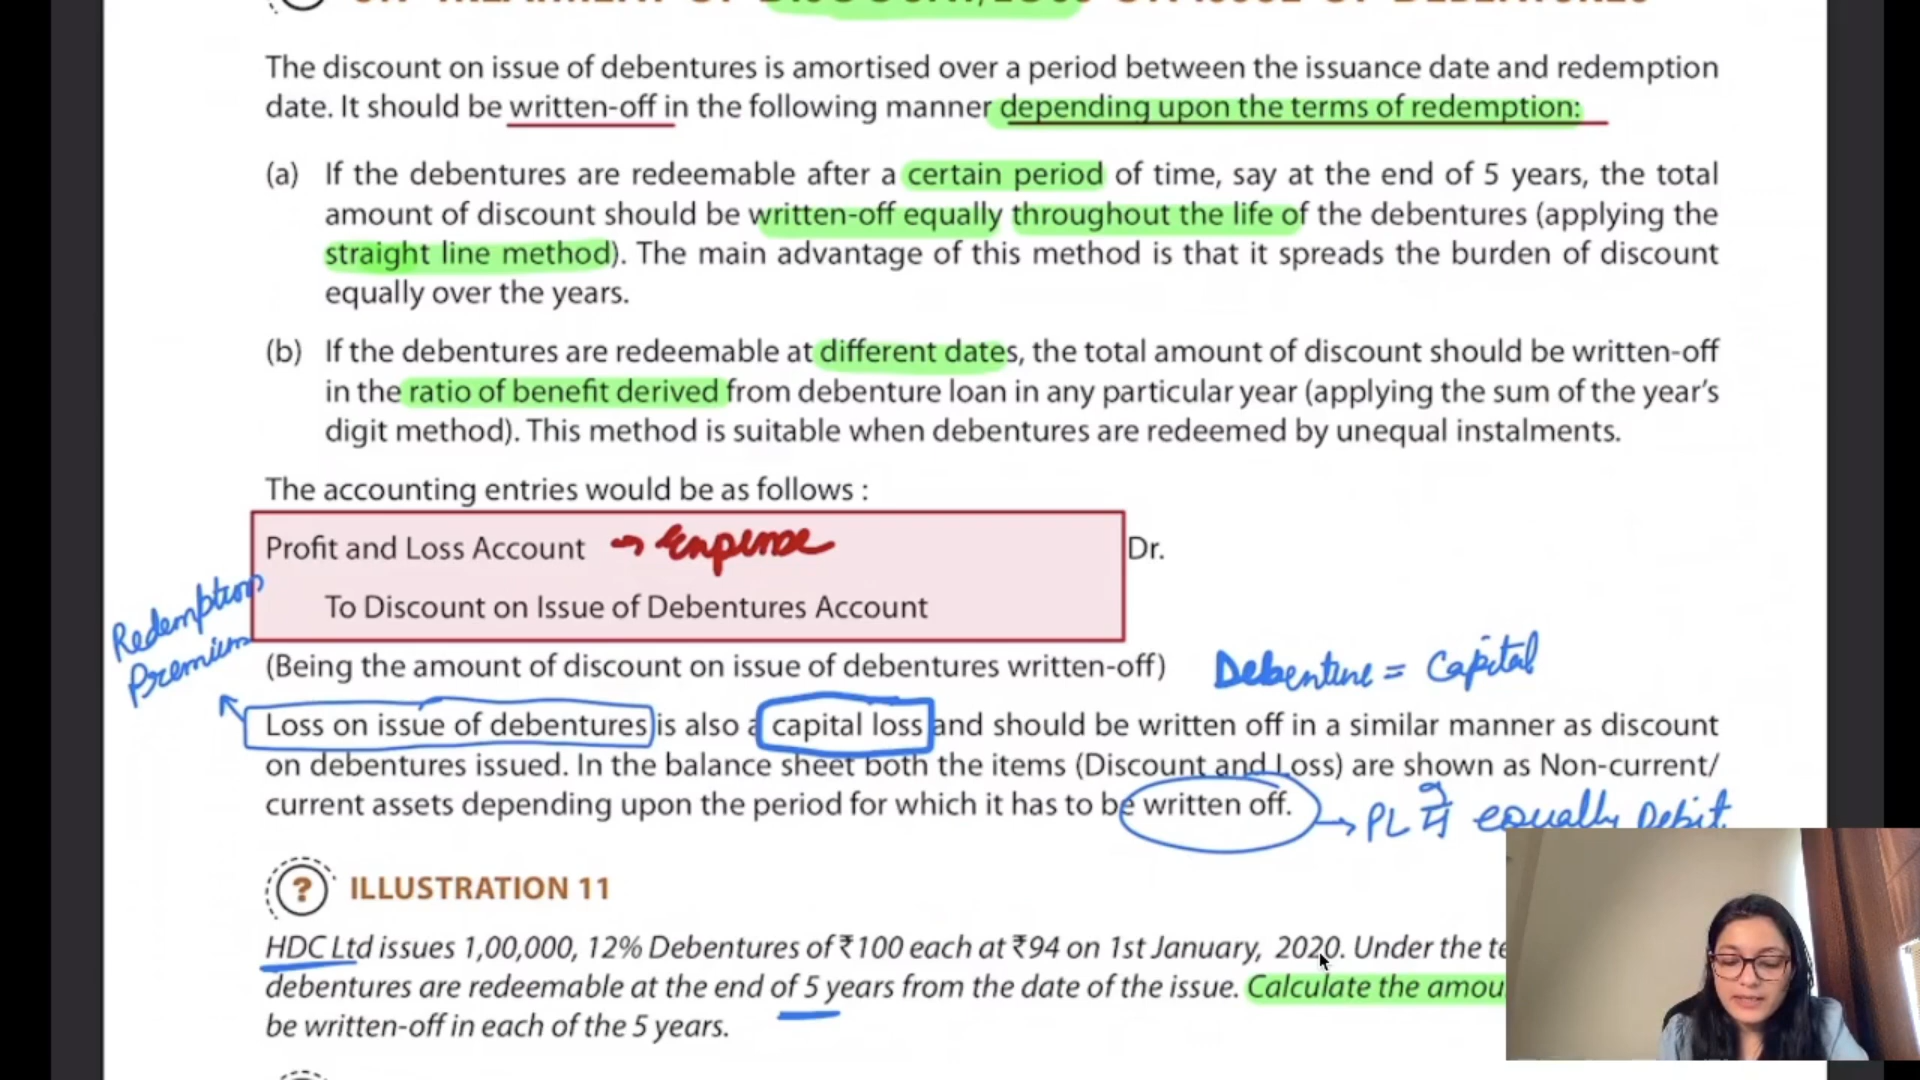 The discount on issue of debentures is amortised over a period between the issuance date and redemption
date. It should be written-off in the following manner depending upon the terms of redemption:
(a) If the debentures are redeemable after a certain period of time, say at the end of 5 years, the total
amount of discount should be written-off equally throughout the life of the debentures (applying the
straight line method). The main advantage of this method is that it spreads the burden of discount
equally over the years.
(b) If the debentures are redeemable at different dates, the total amount of discount should be written-off
in the ratio of benefit derived from debenture loan in any particular year (applying the sum of the year's
digit method). This method is suitable when debentures are redeemed by unequal instalments.
The accounting entries would be as follows :
Profit and Loss Account → Expense Dr.
To Discount on Issue of Debentures Account
Redemption
Premium
(Being the amount of discount on issue of debentures written-off) Debenture = Capital
Loss on issue of debentures is also a capital loss and should be written off in a similar manner as discount
on debentures issued. In the balance sheet both the items (Discount and Loss) are shown as Non-current/
current assets depending upon the period for which it has to be written off. → PL में equally Debit
? ILLUSTRATION 11
HDC Ltd issues 1,00,000, 12% Debentures of ₹100 each at ₹94 on 1st January, 2020. Under the
debentures are redeemable at the end of 5 years from the date of the issue. Calculate the
be written-off in each of the 5 years.